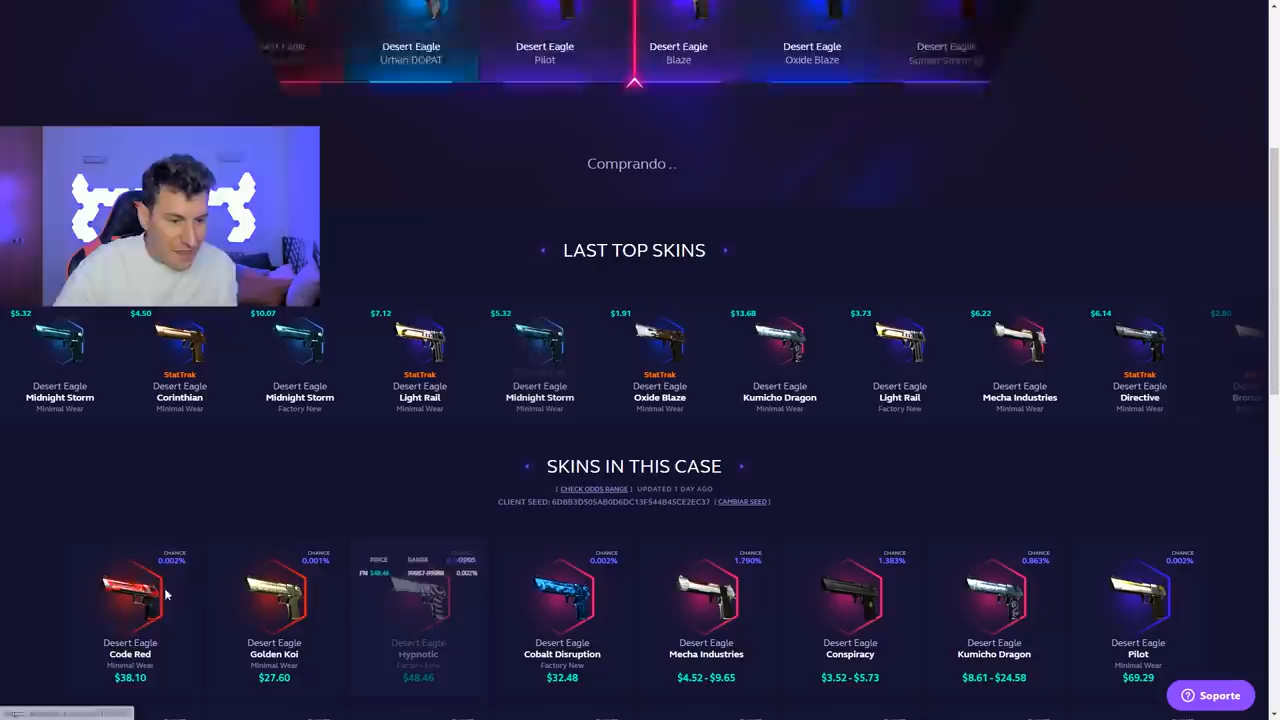 Desert Eagle Desert Eagle Desert Eagle Desert Eagle Desert Eagle
Urban DDPAT Pilot Blaze Oxide Blaze
Comprando ..
LAST TOP SKINS
$5.32 $4.50 $10.07 $7.12 $5.32 $1.91 $13.68 $3.73 $6.22 $6.14 $2.80
StatTrak StatTrak StatTrak StatTrak
Desert Eagle Desert Eagle Desert Eagle Desert Eagle Desert Eagle Desert Eagle Desert Eagle Desert Eagle Desert Eagle Desert Eagle
Midnight Storm Corinthian Midnight Storm Light Rail Midnight Storm Oxide Blaze Kumicho Dragon Light Rail Mecha Industries Directive
Minimal Wear Minimal Wear Factory New Minimal Wear Minimal Wear Minimal Wear Minimal Wear Factory New Minimal Wear Minimal Wear
SKINS IN THIS CASE
[ CHECK ODDS RANGE ] UPDATED 1 DAY AGO
CLIENT SEED: 6DBB3D505AB0D6DC13F544B45CE2EC37 [ CAMBIAR SEED ]
CHANCE CHANCE CHANCE CHANCE CHANCE CHANCE CHANCE
0.002% 0.001% 0.002% 1.790% 1.383% 0.863% 0.002%
PRICE RANGE ODDS
FN $48.46 0.002%
Desert Eagle Desert Eagle Desert Eagle Desert Eagle Desert Eagle Desert Eagle Desert Eagle Desert Eagle
Code Red Golden Koi Hypnotic Cobalt Disruption Mecha Industries Conspiracy Kumicho Dragon Pilot
Minimal Wear Minimal Wear Factory New Factory New Minimal Wear Minimal Wear Minimal Wear Minimal Wear
$38.10 $27.60 $48.46 $32.48 $4.52 - $9.65 $3.52 - $5.73 $8.61 - $24.58 $69.29
Soporte